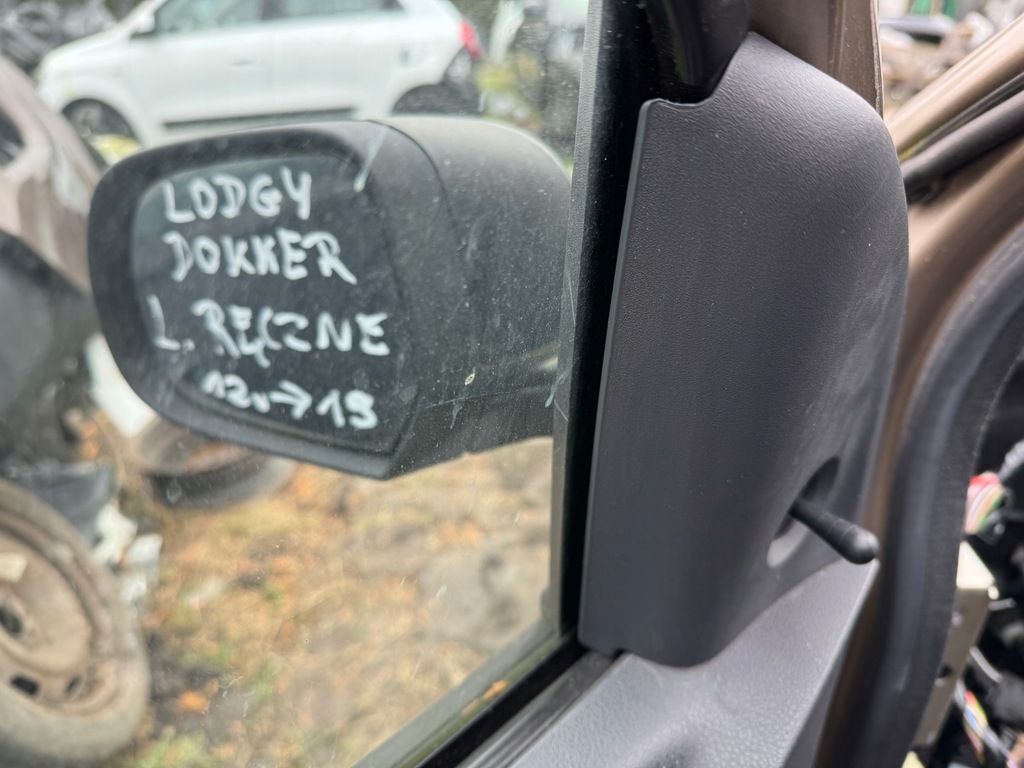 LODGY
DOKKER
L. RĘCZNE
12.→19